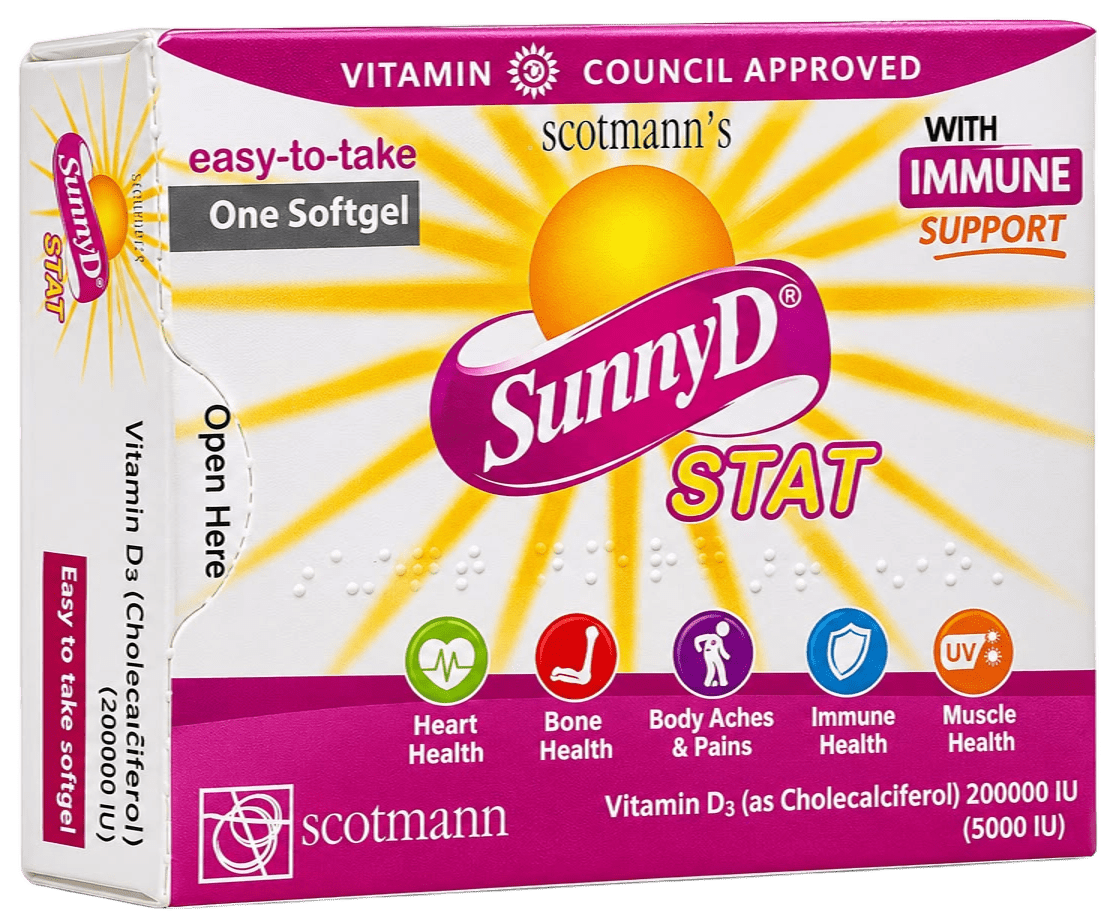 VITAMIN COUNCIL APPROVED
scotmann's
easy-to-take
One Softgel
WITH
IMMUNE
SUPPORT
SunnyD®
STAT
Open Here
Heart
Health
Bone
Health
Body Aches
& Pains
Immune
Health
UV
Muscle
Health
scotmann
Vitamin D₃ (as Cholecalciferol) 200000 IU
(5000 IU)
SunnyD®
STAT
Vitamin D₃ (Cholecalciferol)
(200000 IU)
Easy to take softgel